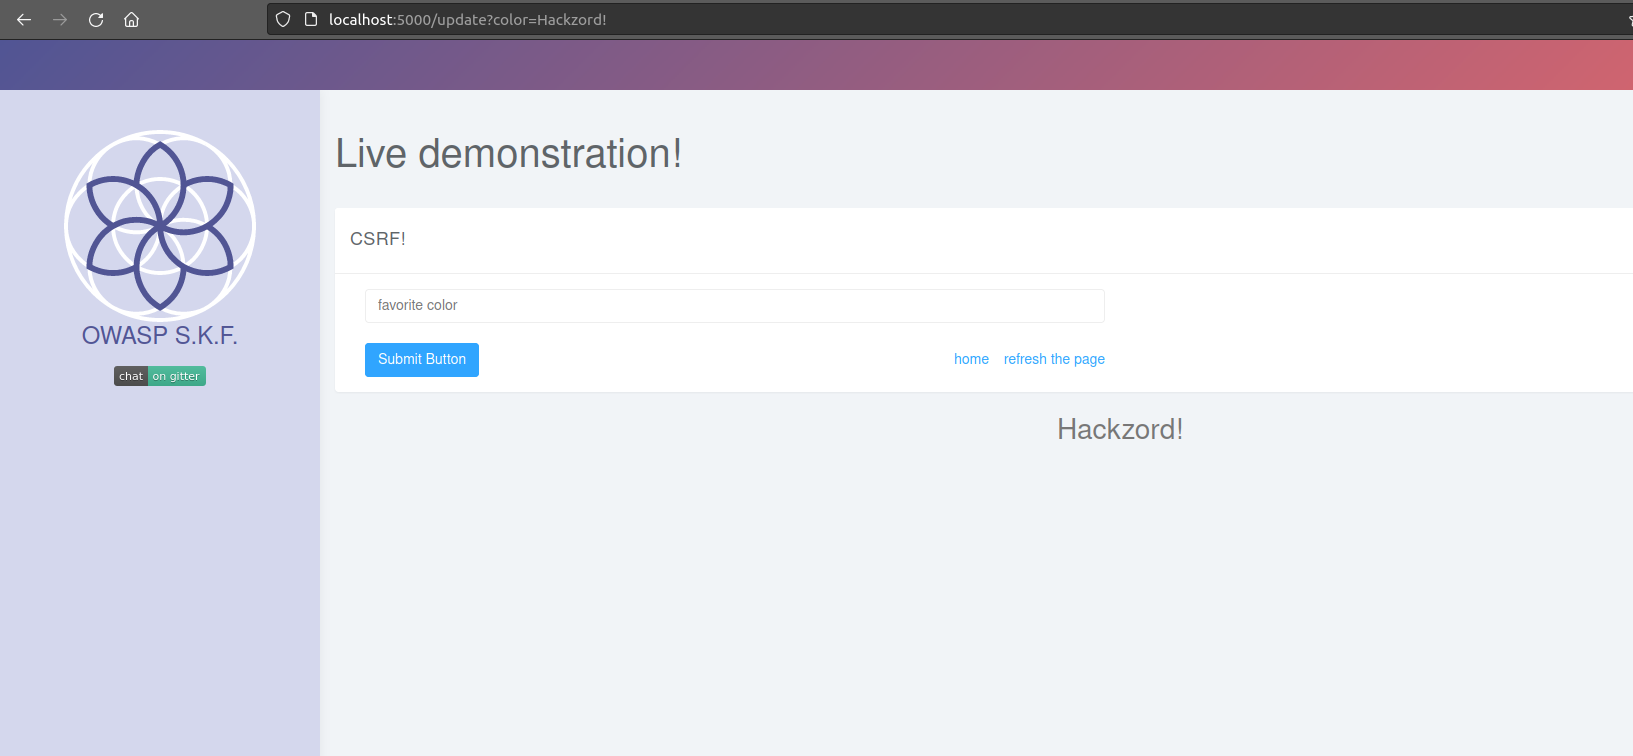 localhost:5000/update?color=Hackzord!
Live demonstration!
CSRF!
favorite color
Submit Button
home refresh the page
Hackzord!
OWASP S.K.F.
chat on gitter